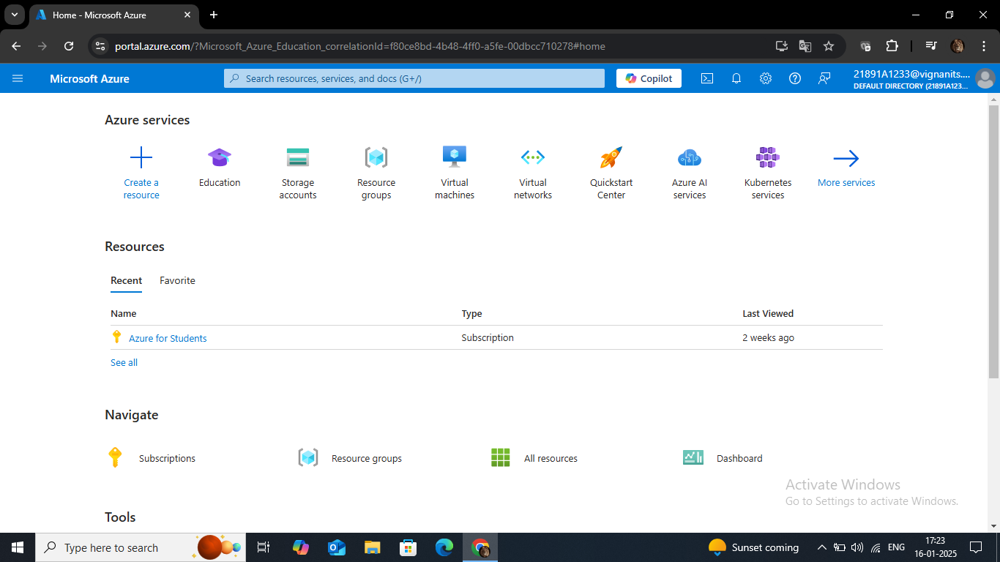 Home - Microsoft Azure
portal.azure.com/?Microsoft_Azure_Education_correlationId=f80ce8bd-4b48-4ff0-a5fe-00dbcc710278#home
Microsoft Azure
Search resources, services, and docs (G+/)
Copilot
21891A1233@vignanits....
DEFAULT DIRECTORY (21891A123...
Azure services
Create a resource
Education
Storage accounts
Resource groups
Virtual machines
Virtual networks
Quickstart Center
Azure AI services
Kubernetes services
More services
Resources
Recent Favorite
Name Type Last Viewed
Azure for Students Subscription 2 weeks ago
See all
Navigate
Subscriptions Resource groups All resources Dashboard
Activate Windows
Go to Settings to activate Windows.
Tools
Type here to search
Sunset coming
ENG
17:23
16-01-2025